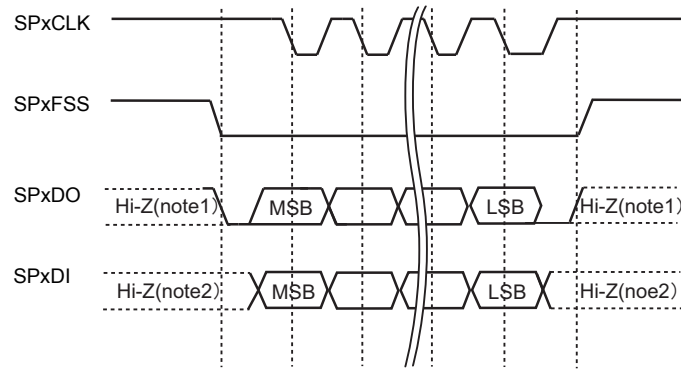 SPxCLK
SPxFSS
SPxDO
Hi-Z(note1)
MSB
LSB
Hi-Z(note1)
SPxDI
Hi-Z(note2)
MSB
LSB
Hi-Z(noe2)